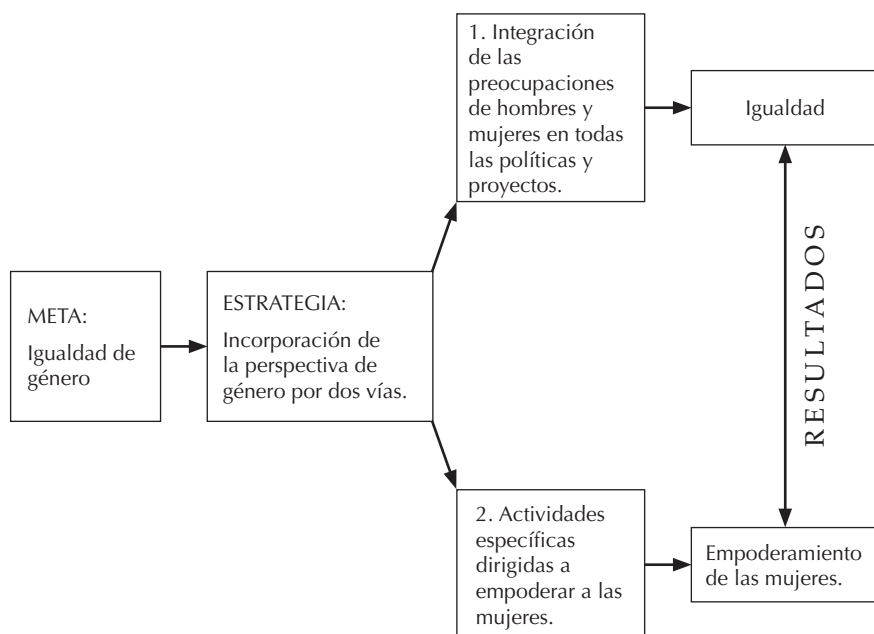 META:
Igualdad de
género
ESTRATEGIA:
Incorporación de
la perspectiva de
género por dos vías.
1. Integración
de las
preocupaciones
de hombres y
mujeres en todas
las políticas y
proyectos.
Igualdad
RESULTADOS
2. Actividades
específicas
dirigidas a
empoderar a las
mujeres.
Empoderamiento
de las mujeres.